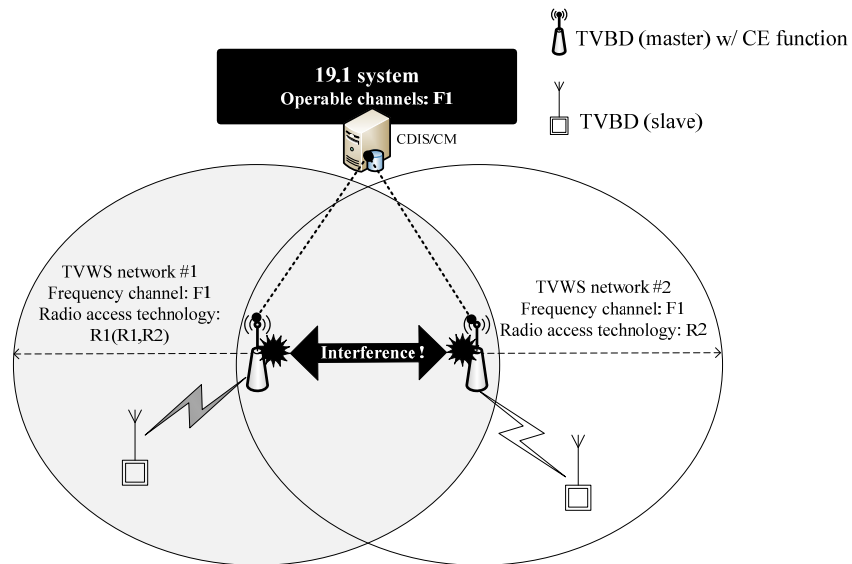 TVBD (master) w/ CE function
19.1 system
Operable channels: F1
TVBD (slave)
CDIS/CM
TVWS network #1
Frequency channel: F1
Radio access technology:
R1(R1,R2)
TVWS network #2
Frequency channel: F1
Radio access technology: R2
Interference !